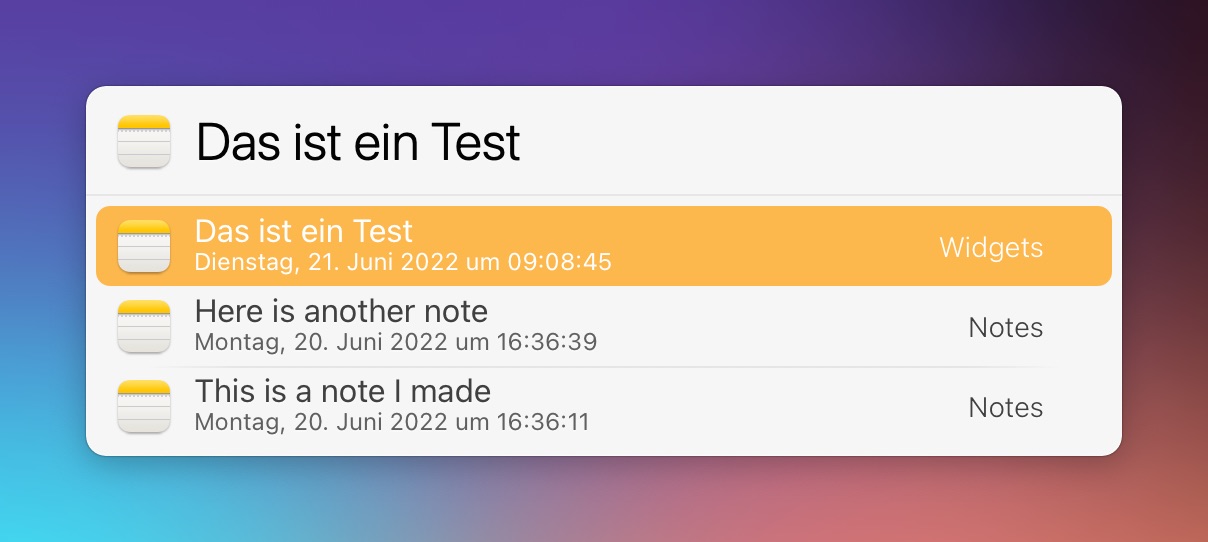 Das ist ein Test
Das ist ein Test
Dienstag, 21. Juni 2022 um 09:08:45
Widgets
Here is another note
Montag, 20. Juni 2022 um 16:36:39
Notes
This is a note I made
Montag, 20. Juni 2022 um 16:36:11
Notes